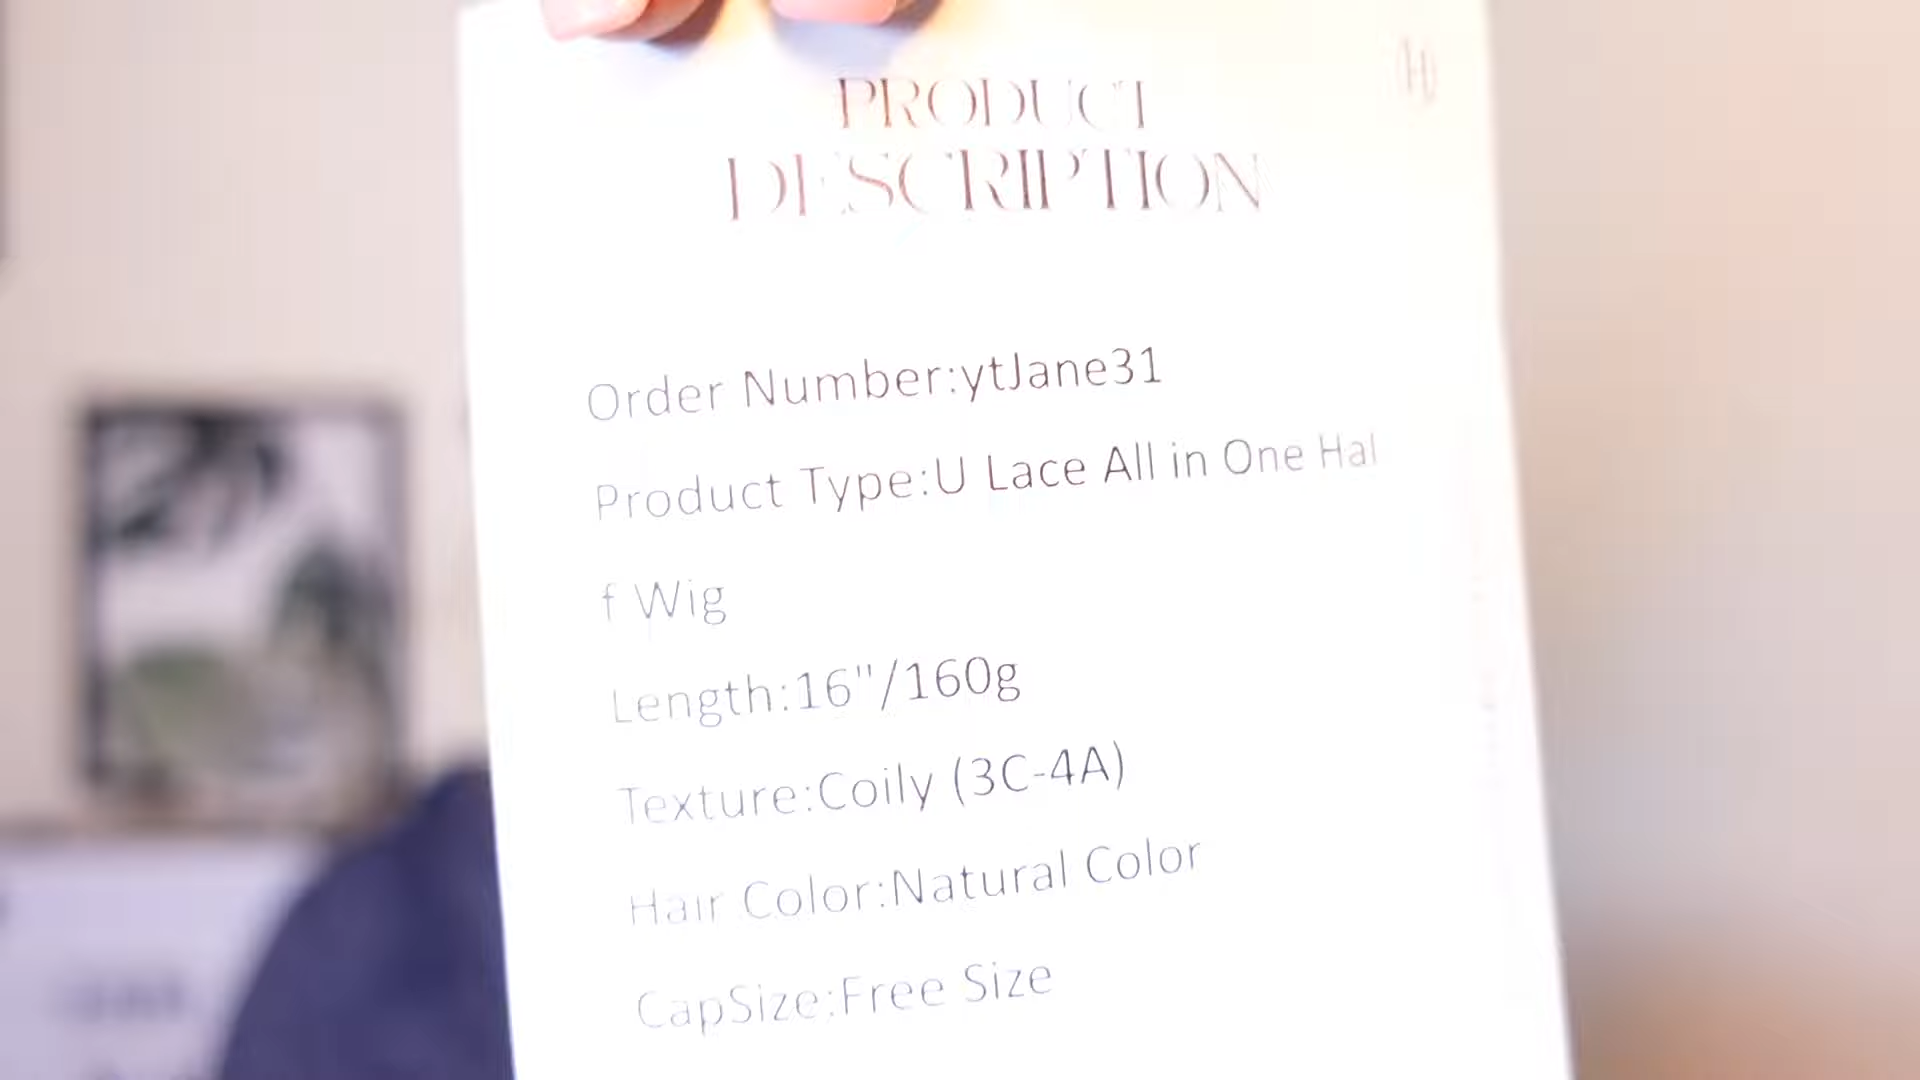 PRODUCT
DESCRIPTION
Order Number:ytJane31
Product Type:U Lace All in One Hal
f Wig
Length:16"/160g
Texture:Coily (3C-4A)
Hair Color:Natural Color
CapSize:Free Size